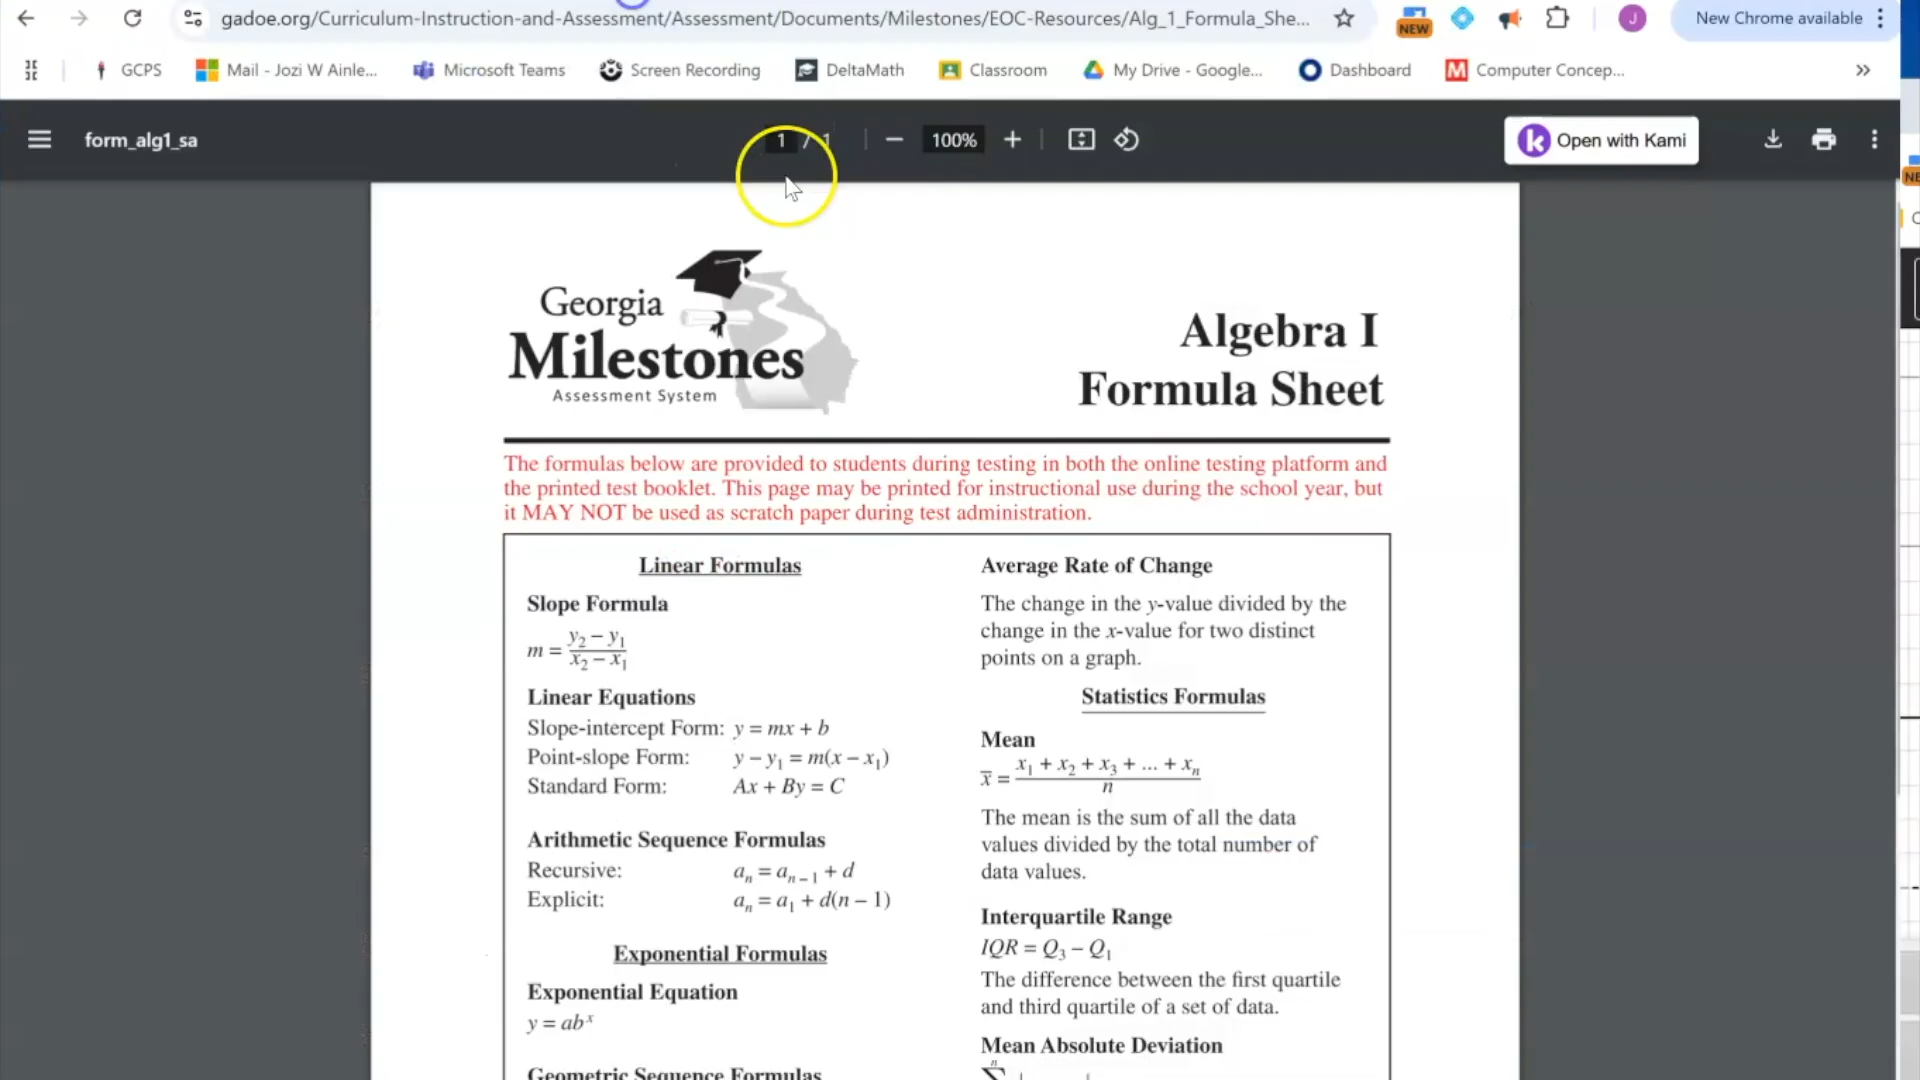 gadoe.org/Curriculum-Instruction-and-Assessment/Assessment/Documents/Milestones/EOC-Resources/Alg_1_Formula_She...
NEW
J
New Chrome available
GCPS
Mail - Jozi W Ainle...
Microsoft Teams
Screen Recording
DeltaMath
Classroom
My Drive - Google...
Dashboard
Computer Concep...
»
form_alg1_sa
1 / 1
100%
Open with Kami
Georgia
Milestones
Assessment System
Algebra I
Formula Sheet
The formulas below are provided to students during testing in both the online testing platform and
the printed test booklet. This page may be printed for instructional use during the school year, but
it MAY NOT be used as scratch paper during test administration.
Linear Formulas
Slope Formula
m = (y₂ − y₁)/(x₂ − x₁)
Linear Equations
Slope-intercept Form: y = mx + b
Point-slope Form: y − y₁ = m(x − x₁)
Standard Form: Ax + By = C
Arithmetic Sequence Formulas
Recursive: aₙ = aₙ₋₁ + d
Explicit: aₙ = a₁ + d(n − 1)
Exponential Formulas
Exponential Equation
y = abˣ
Geometric Sequence Formulas
Average Rate of Change
The change in the y-value divided by the
change in the x-value for two distinct
points on a graph.
Statistics Formulas
Mean
x̅ = (x₁ + x₂ + x₃ + ... + xₙ)/n
The mean is the sum of all the data
values divided by the total number of
data values.
Interquartile Range
IQR = Q₃ − Q₁
The difference between the first quartile
and third quartile of a set of data.
Mean Absolute Deviation